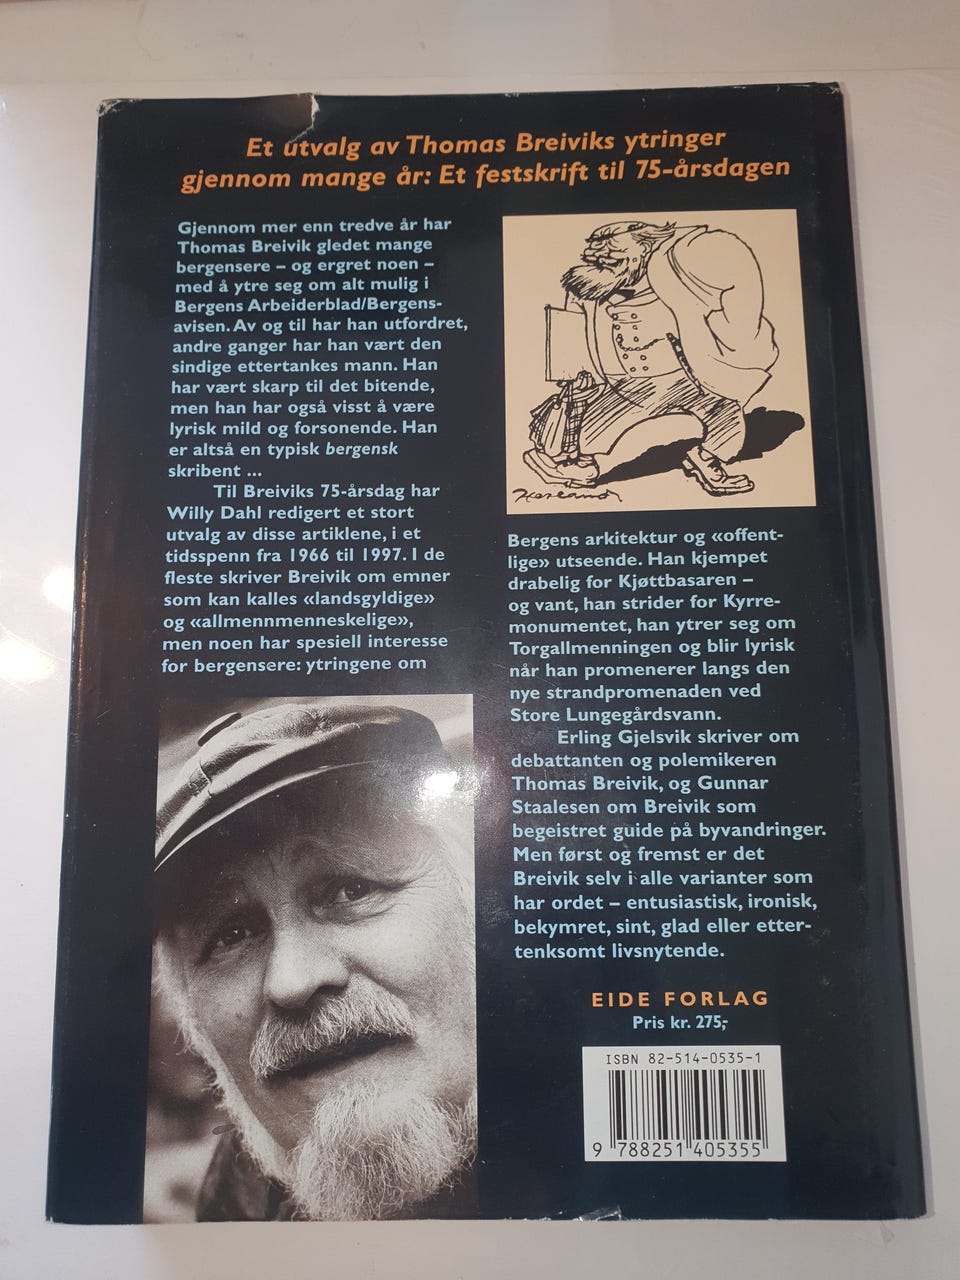 Et utvalg av Thomas Breiviks ytringer
gjennom mange år: Et festskrift til 75-årsdagen
Gjennom mer enn tredve år har
Thomas Breivik gledet mange
bergensere – og ergret noen –
med å ytre seg om alt mulig i
Bergens Arbeiderblad/Bergens-
avisen. Av og til har han utfordret,
andre ganger har han vært den
sindige ettertankes mann. Han
har vært skarp til det bitende,
men han har også visst å være
lyrisk mild og forsonende. Han
er altså en typisk bergensk
skribent ...
Til Breiviks 75-årsdag har
Willy Dahl redigert et stort
utvalg av disse artiklene, i et
tidsspenn fra 1966 til 1997. I de
fleste skriver Breivik om emner
som kan kalles «landsgyldige»
og «allmennmenneskelige»,
men noen har spesiell interesse
for bergensere: ytringene om
Bergens arkitektur og «offent-
lige» utseende. Han kjempet
drabelig for Kjøttbasaren –
og vant, han strider for Kyrre-
monumentet, han ytrer seg om
Torgallmenningen og blir lyrisk
når han promenerer langs den
nye strandpromenaden ved
Store Lungegårdsvann.
Erling Gjelsvik skriver om
debattanten og polemikeren
Thomas Breivik, og Gunnar
Staalesen om Breivik som
begeistret guide på byvandringer.
Men først og fremst er det
Breivik selv i alle varianter som
har ordet – entusiastisk, ironisk,
bekymret, sint, glad eller etter-
tenksomt livsnytende.
EIDE FORLAG
Pris kr. 275,-
ISBN 82-514-0535-1
9 788251 405355